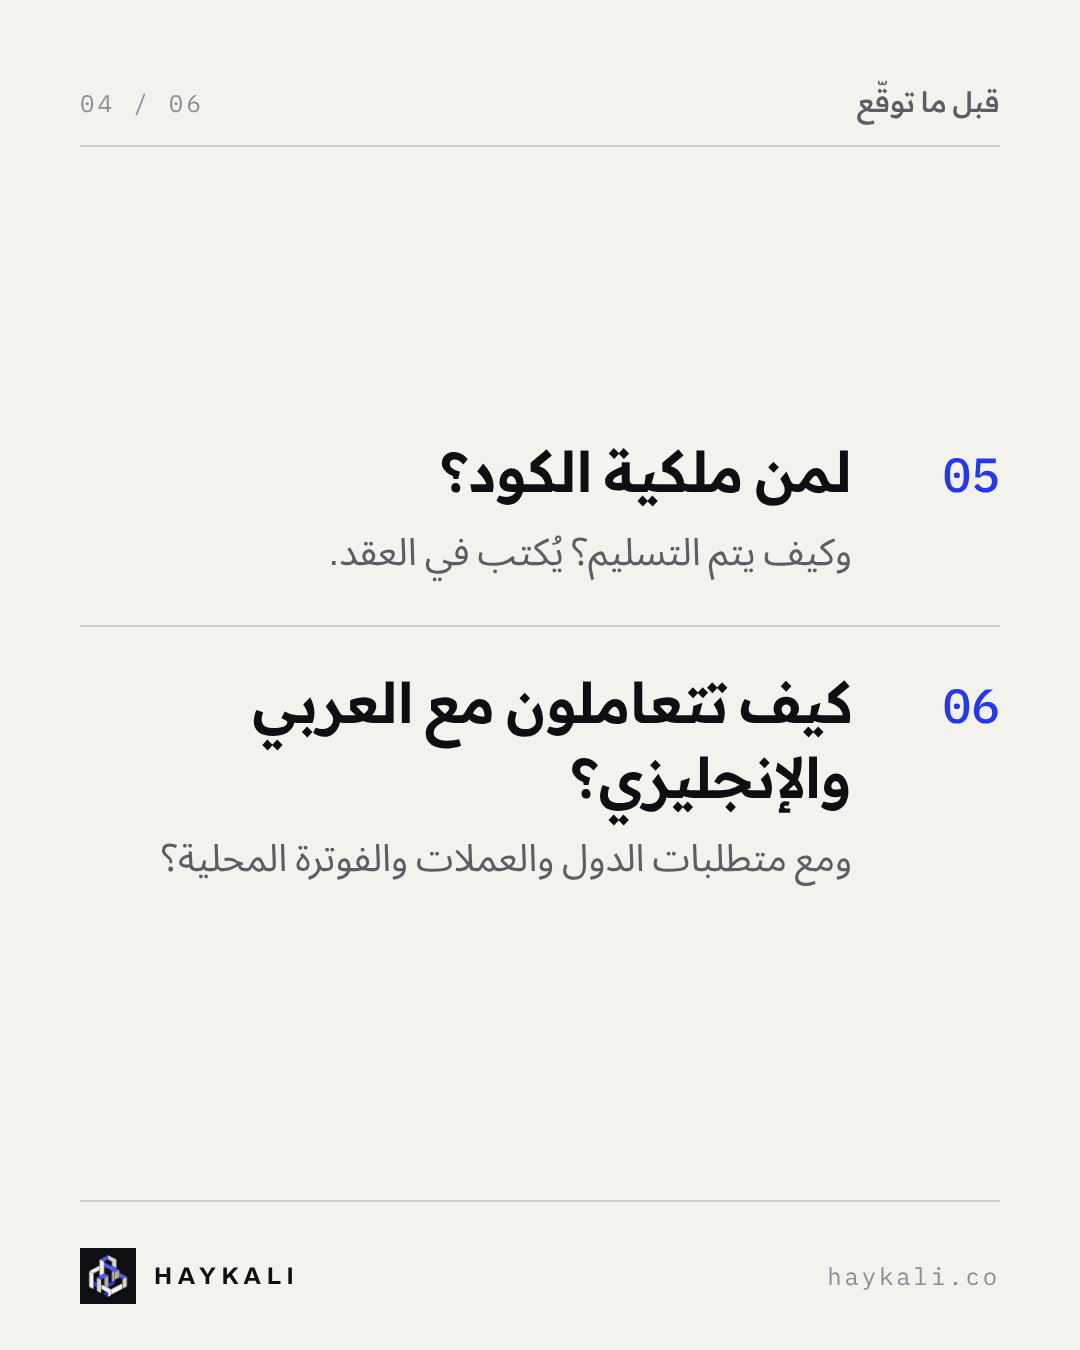 قبل ما توقّع
04 / 06
05
لمن ملكية الكود؟
وكيف يتم التسليم؟ يُكتب في العقد.
06
كيف تتعاملون مع العربي
والإنجليزي؟
ومع متطلبات الدول والعملات والفوترة المحلية؟
HAYKALI
haykali.co